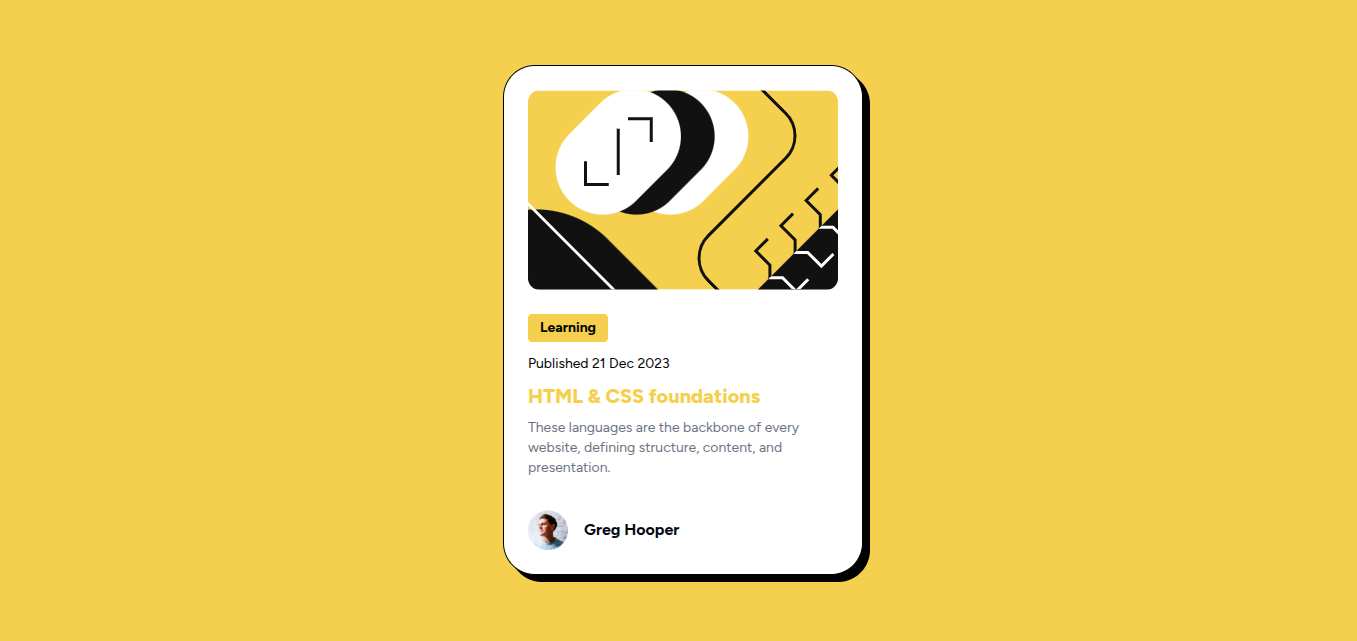 Learning
Published 21 Dec 2023
HTML & CSS foundations
These languages are the backbone of every
website, defining structure, content, and
presentation.
Greg Hooper